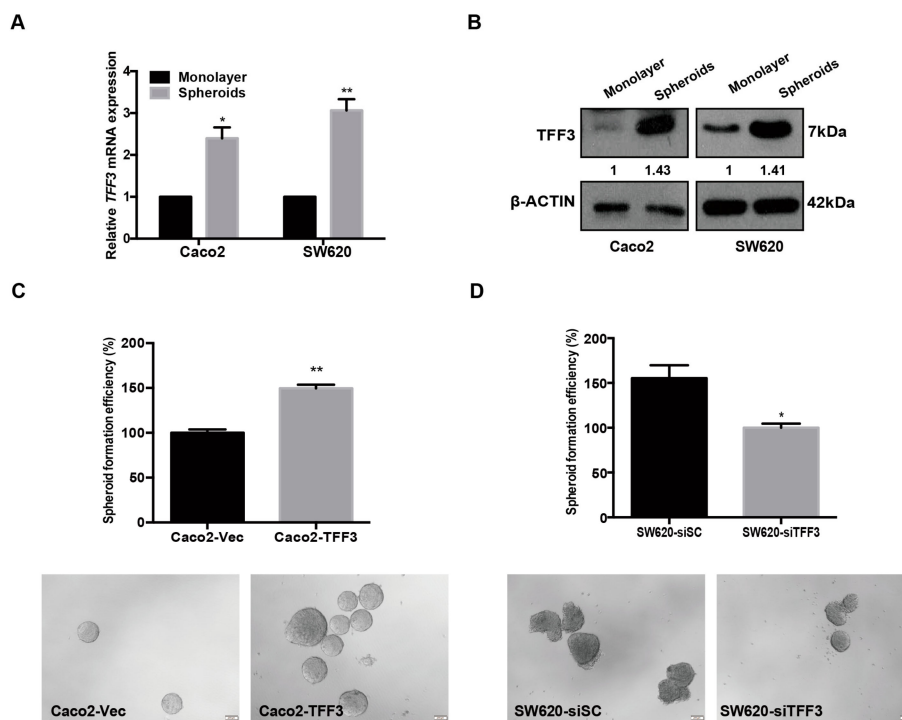 A
Relative TFF3 mRNA expression
4
3
2
1
0
Monolayer
Spheroids
*
**
Caco2
SW620
B
Monolayer
Spheroids
Monolayer
Spheroids
TFF3
7kDa
1
1.43
1
1.41
β-ACTIN
42kDa
Caco2
SW620
C
Spheroid formation efficiency (%)
200
150
100
50
0
**
Caco2-Vec
Caco2-TFF3
Caco2-Vec
Caco2-TFF3
D
Spheroid formation efficiency (%)
200
150
100
50
0
*
SW620-siSC
SW620-siTFF3
SW620-siSC
SW620-siTFF3